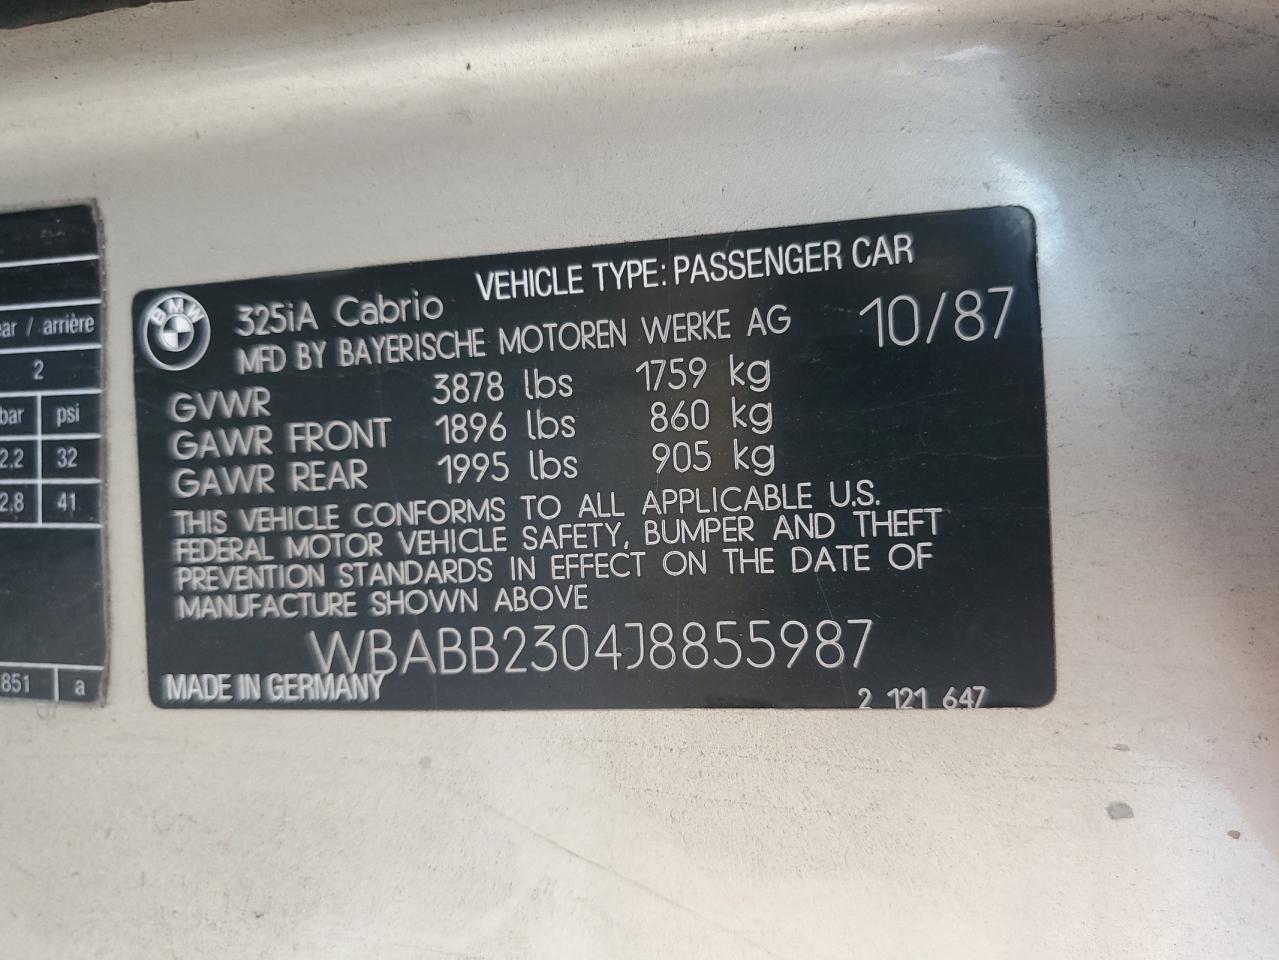 ear / arrière
2
bar psi
2.2 32
2.8 41
851 a
BMW
VEHICLE TYPE: PASSENGER CAR
325iA Cabrio
MFD BY BAYERISCHE MOTOREN WERKE AG 10/87
GVWR 3878 lbs 1759 kg
GAWR FRONT 1896 lbs 860 kg
GAWR REAR 1995 lbs 905 kg
THIS VEHICLE CONFORMS TO ALL APPLICABLE U.S.
FEDERAL MOTOR VEHICLE SAFETY, BUMPER AND THEFT
PREVENTION STANDARDS IN EFFECT ON THE DATE OF
MANUFACTURE SHOWN ABOVE
WBABB2304J8855987
MADE IN GERMANY 2 121 647